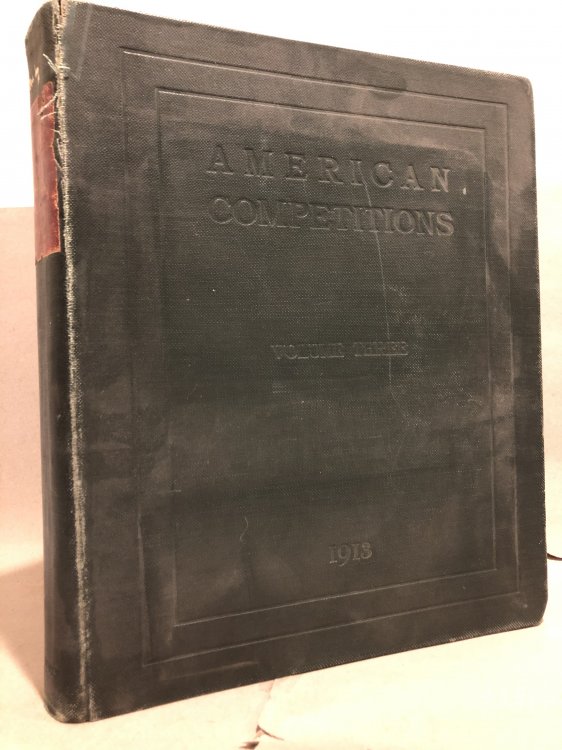 AMERICAN
COMPETITIONS
VOLUME THREE
1913